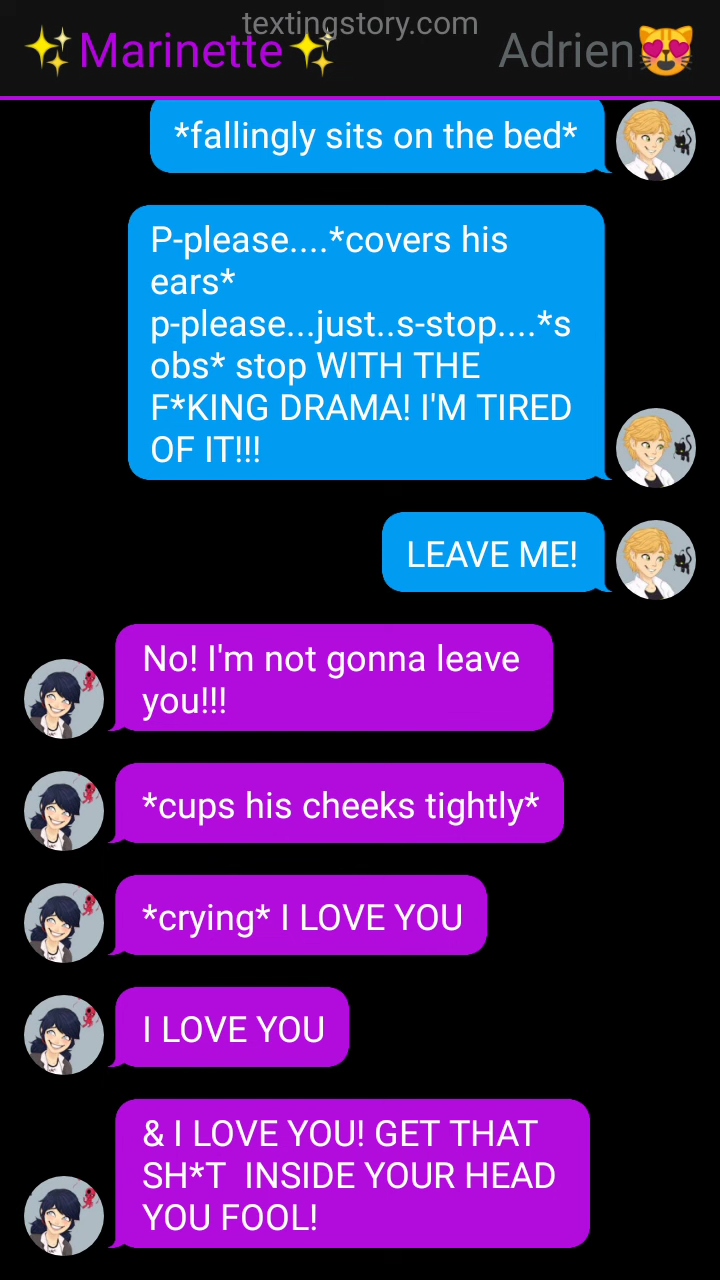 textingstory.com
✨Marinette✨ Adrien😻
*fallingly sits on the bed*
P-please....*covers his
ears*
p-please...just..s-stop....*s
obs* stop WITH THE
F*KING DRAMA! I'M TIRED
OF IT!!!
LEAVE ME!
No! I'm not gonna leave
you!!!
*cups his cheeks tightly*
*crying* I LOVE YOU
I LOVE YOU
& I LOVE YOU! GET THAT
SH*T  INSIDE YOUR HEAD
YOU FOOL!